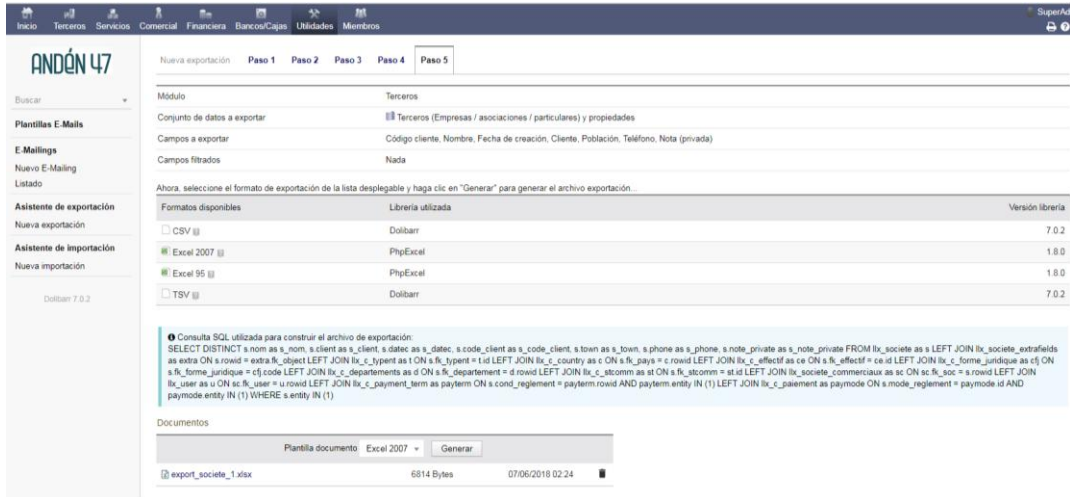 Inicio Terceros Servicios Comercial Financiera Bancos/Cajas Utilidades Miembros
SuperAd
ANDÉN 47
Buscar
Plantillas E-Mails
E-Mailings
Nuevo E-Mailing
Listado
Asistente de exportación
Nueva exportación
Asistente de importación
Nueva importación
Dolibarr 7.0.2
Nueva exportación Paso 1 Paso 2 Paso 3 Paso 4 Paso 5
Módulo Terceros
Conjunto de datos a exportar Terceros (Empresas / asociaciones / particulares) y propiedades
Campos a exportar Código cliente, Nombre, Fecha de creación, Cliente, Población, Teléfono, Nota (privada)
Campos filtrados Nada
Ahora, seleccione el formato de exportación de la lista desplegable y haga clic en "Generar" para generar el archivo exportación...
Formatos disponibles Librería utilizada Versión librería
CSV Dolibarr 7.0.2
Excel 2007 PhpExcel 1.8.0
Excel 95 PhpExcel 1.8.0
TSV Dolibarr 7.0.2
Consulta SQL utilizada para construir el archivo de exportación:
SELECT DISTINCT s.nom as s_nom, s.client as s_client, s.datec as s_datec, s.code_client as s_code_client, s.town as s_town, s.phone as s_phone, s.note_private as s_note_private FROM llx_societe as s LEFT JOIN llx_societe_extrafields
as extra ON s.rowid = extra.fk_object LEFT JOIN llx_c_typent as t ON s.fk_typent = t.id LEFT JOIN llx_c_country as c ON s.fk_pays = c.rowid LEFT JOIN llx_c_effectif as ce ON s.fk_effectif = ce.id LEFT JOIN llx_c_forme_juridique as cfj ON
s.fk_forme_juridique = cfj.code LEFT JOIN llx_c_departements as d ON s.fk_departement = d.rowid LEFT JOIN llx_c_stcomm as st ON s.fk_stcomm = st.id LEFT JOIN llx_societe_commerciaux as sc ON sc.fk_soc = s.rowid LEFT JOIN
llx_user as u ON sc.fk_user = u.rowid LEFT JOIN llx_c_payment_term as payterm ON s.cond_reglement = payterm.rowid AND payterm.entity IN (1) LEFT JOIN llx_c_paiement as paymode ON s.mode_reglement = paymode.id AND
paymode.entity IN (1) WHERE s.entity IN (1)
Documentos
Plantilla documento Excel 2007 Generar
export_societe_1.xlsx 6814 Bytes 07/06/2018 02:24